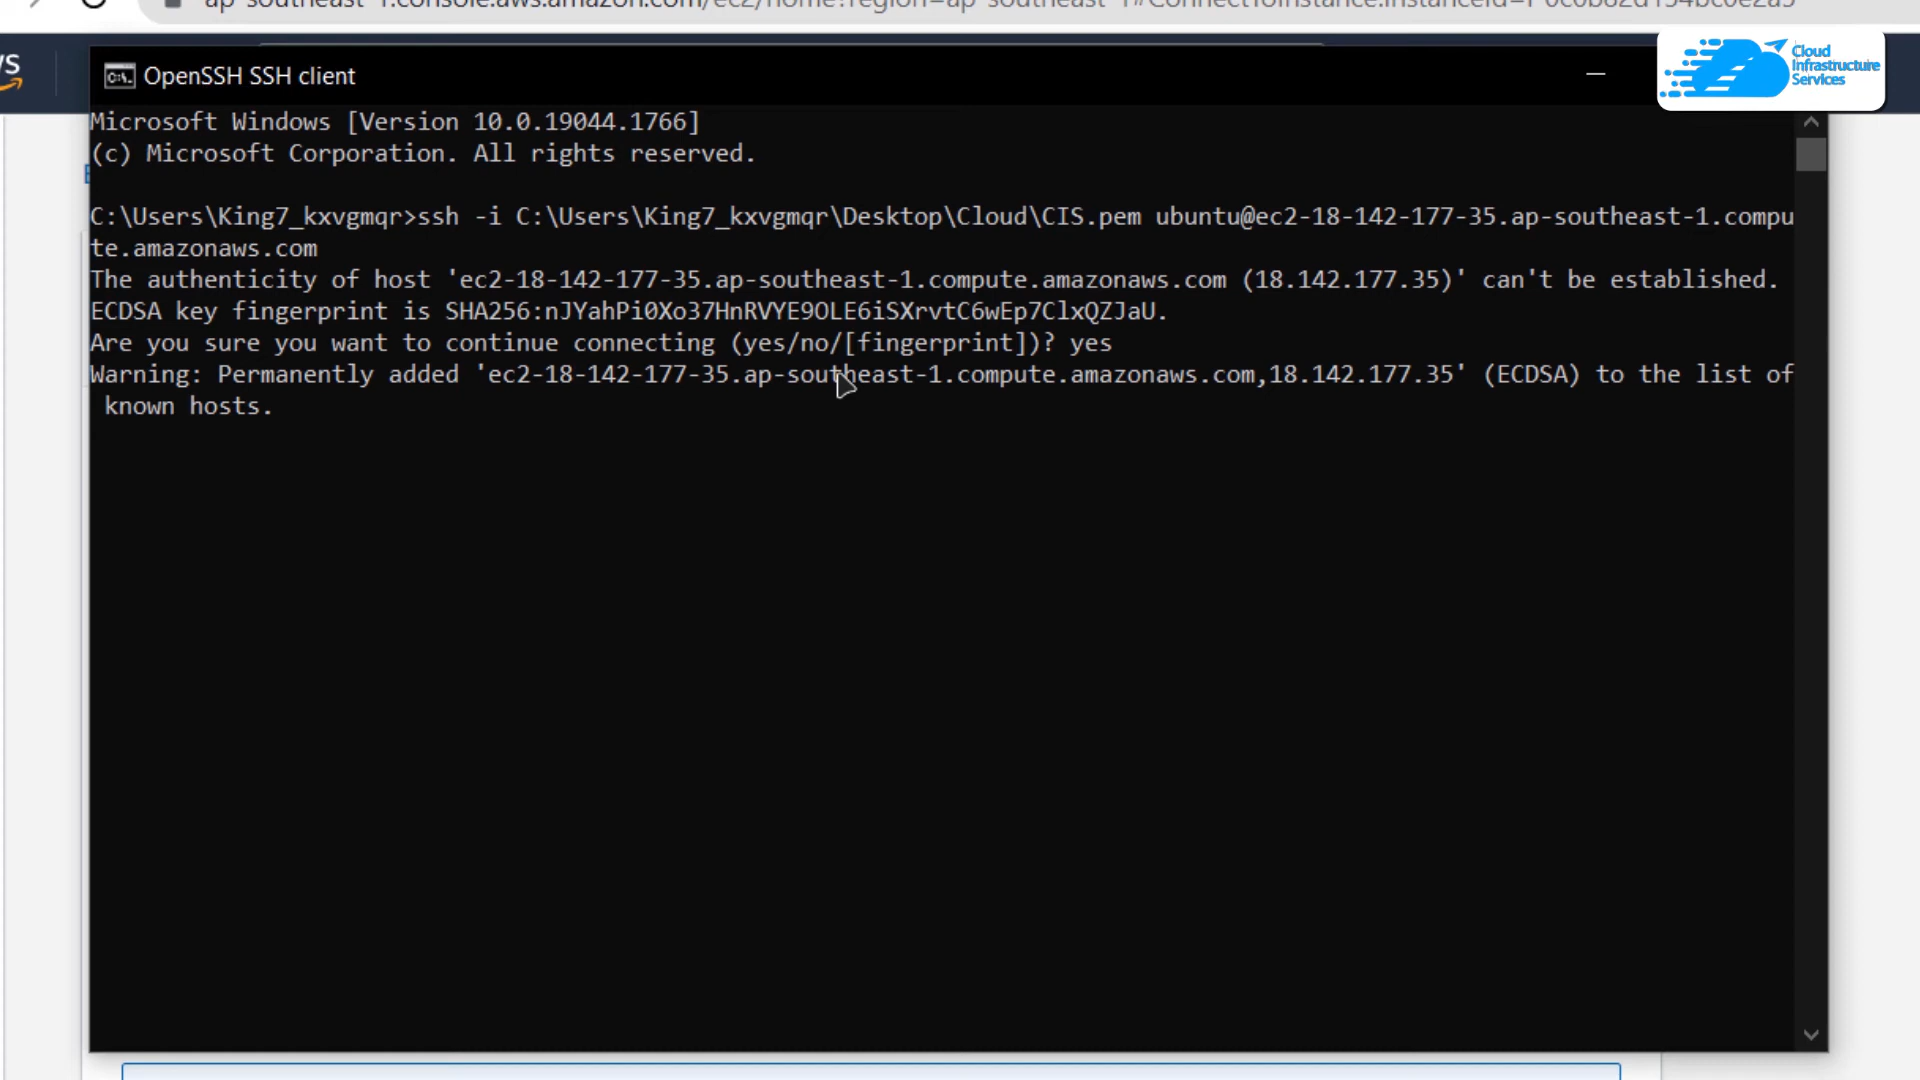 OpenSSH SSH client
Cloud
Infrastructure
Services
Microsoft Windows [Version 10.0.19044.1766]
(c) Microsoft Corporation. All rights reserved.
C:\Users\King7_kxvgmqr>ssh -i C:\Users\King7_kxvgmqr\Desktop\Cloud\CIS.pem ubuntu@ec2-18-142-177-35.ap-southeast-1.compu
te.amazonaws.com
The authenticity of host 'ec2-18-142-177-35.ap-southeast-1.compute.amazonaws.com (18.142.177.35)' can't be established.
ECDSA key fingerprint is SHA256:nJYahPi0Xo37HnRVYE9OLE6iSXrvtC6wEp7ClxQZJaU.
Are you sure you want to continue connecting (yes/no/[fingerprint])? yes
Warning: Permanently added 'ec2-18-142-177-35.ap-southeast-1.compute.amazonaws.com,18.142.177.35' (ECDSA) to the list of
known hosts.